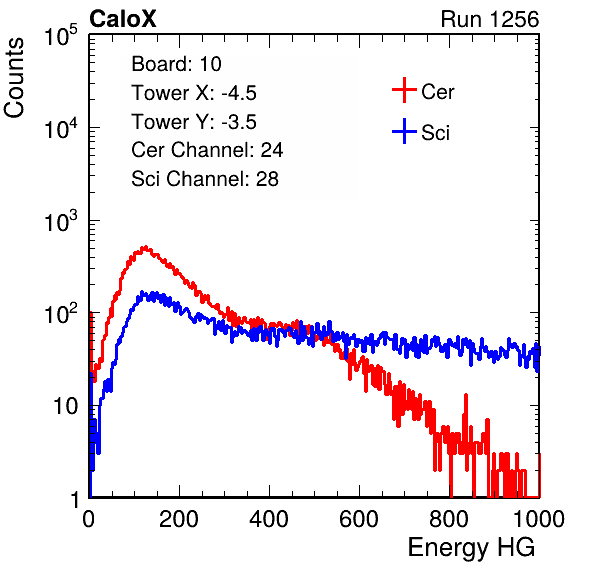 CaloX Run 1256
Counts
Board: 10
Tower X: -4.5
Tower Y: -3.5
Cer Channel: 24
Sci Channel: 28
Cer
Sci
10^5
10^4
10^3
10^2
10
1
0 200 400 600 800 1000
Energy HG